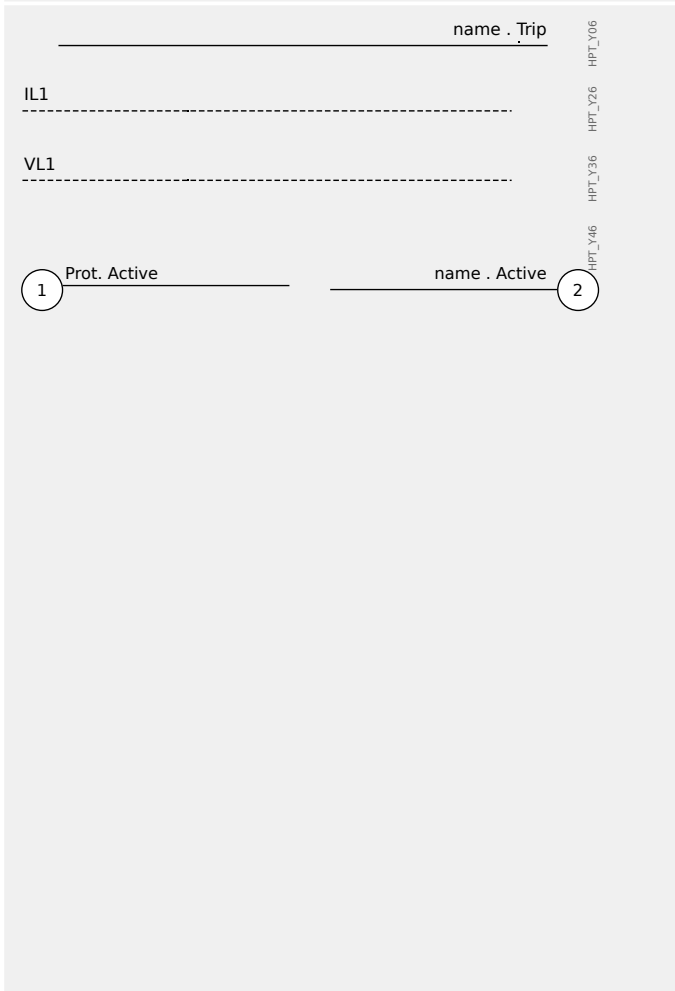 name . Trip
HPT_Y06
IL1
HPT_Y26
VL1
HPT_Y36
HPT_Y46
1
Prot. Active
name . Active
2